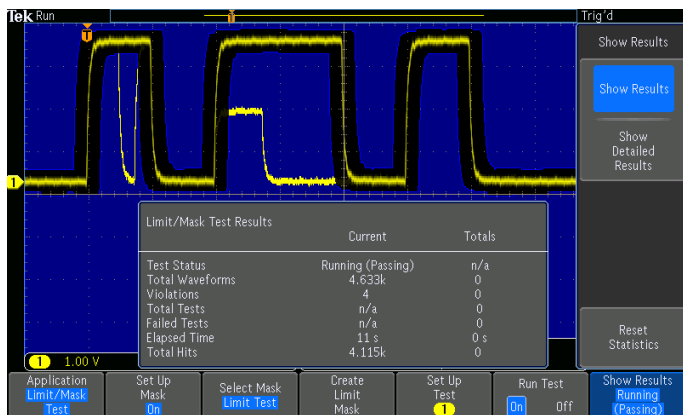 Tek Run
Trig'd
T
T
Show Results
Show Results
Show
Detailed
Results
Reset
Statistics
1
Limit/Mask Test Results
Current Totals
Test Status Running (Passing) n/a
Total Waveforms 4.633k 0
Violations 4 0
Total Tests n/a 0
Failed Tests n/a 0
Elapsed Time 11 s 0 s
Total Hits 4.115k 0
1 1.00 V
Application
Limit/Mask
Test
Set Up
Mask
On
Select Mask
Limit Test
Create
Limit
Mask
Set Up
Test
1
Run Test
On Off
Show Results
Running
(Passing)